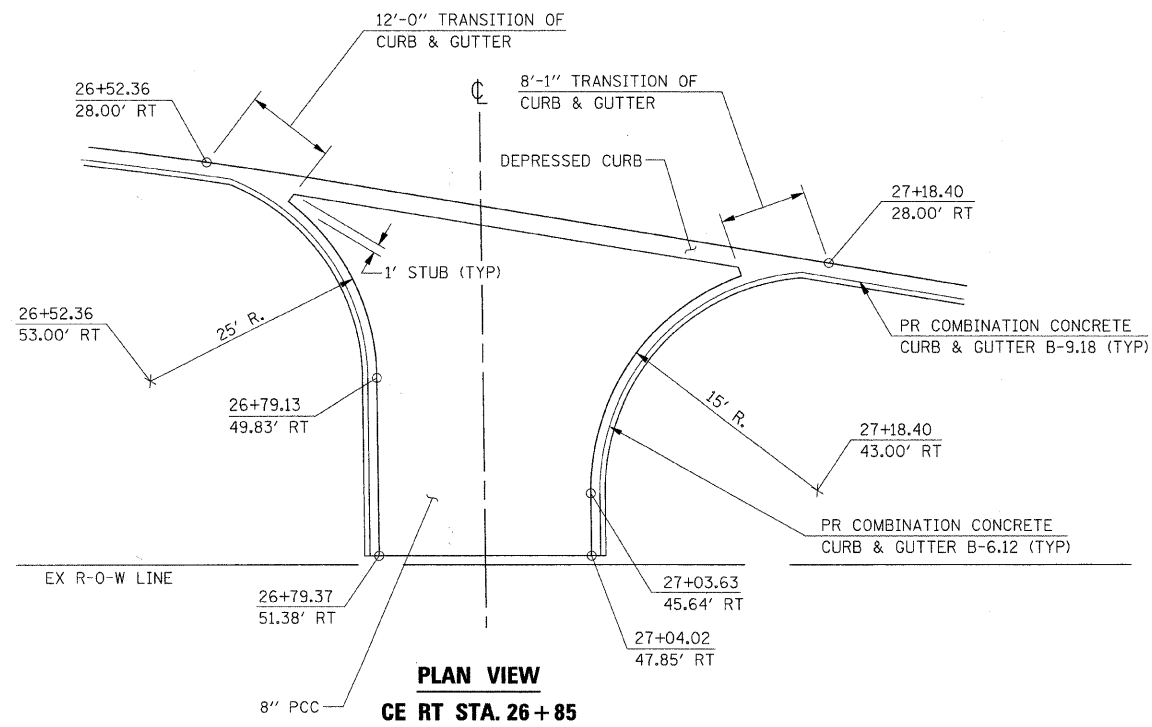 12'-0" TRANSITION OF
CURB & GUTTER
26+52.36
28.00' RT
℄
8'-1" TRANSITION OF
CURB & GUTTER
DEPRESSED CURB
27+18.40
28.00' RT
1' STUB (TYP)
26+52.36
53.00' RT
25' R.
PR COMBINATION CONCRETE
CURB & GUTTER B-9.18 (TYP)
26+79.13
49.83' RT
15' R.
27+18.40
43.00' RT
PR COMBINATION CONCRETE
CURB & GUTTER B-6.12 (TYP)
EX R-O-W LINE
26+79.37
51.38' RT
27+03.63
45.64' RT
27+04.02
47.85' RT
8" PCC
PLAN VIEW
CE RT STA. 26+85